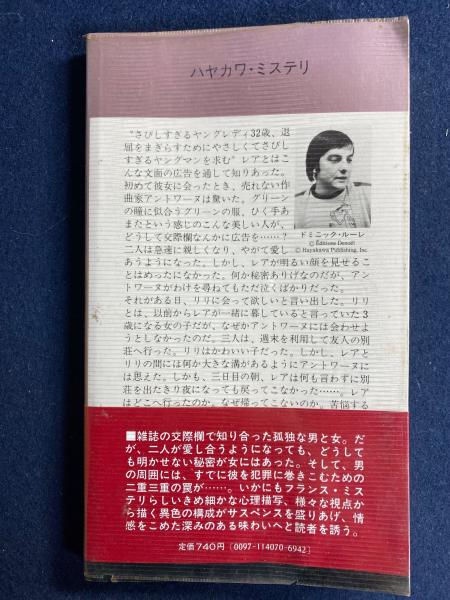 ハヤカワ・ミステリ
"さびしすぎるヤングレディ32歳、退
屈をまぎらすためにやさしくてさびし
すぎるヤングマンを求む"レアとはこ
んな文面の広告を通して知りあった。
初めて彼女に会ったとき、売れない作
曲家アントワーヌは驚いた。グリーン
の瞳に似合うグリーンの服、ひく手あ
またという感じのこんな美しい人が、
どうして交際欄なんかに広告を……?
二人は急速に親しくなり、やがて愛し
あうようになった。しかし、レアが明るい顔を見せるこ
とはめったになかった。何か秘密ありげなのだが、アン
トワーヌがわけを尋ねてもただ泣くばかりだった。
それがある日、リリに会って欲しいと言い出した。リリ
とは、以前からレアが一緒に暮していると言っていた3
歳になる女の子だが、なぜかアントワーヌには会わせよ
うとしなかったのだ。三人は、週末を利用して友人の別
荘へ行った。リリはかわいい子だった。しかし、レアと
リリの間には何か大きな溝があるようにアントワーヌに
は思えた。しかも、三日目の朝、レアは何も言わずに別
荘を出たきり夜になっても戻ってこなかった……。レア
はどこへ行ったのか。なぜ帰ってこないのか。苦悩する
ドミニック・ルーレ
© Éditions Denoël
© Hayakawa Publishing, Inc.
■雑誌の交際欄で知り合った孤独な男と女。だ
が、二人が愛し合うようになっても、どうして
も明かせない秘密が女にはあった。そして、男
の周囲には、すでに彼を犯罪に巻きこむための
二重三重の罠が……。いかにもフランス・ミス
テリらしいきめ細かな心理描写、様々な視点か
ら描く異色の構成がサスペンスを盛りあげ、情
感をこめた深みのある味わいへと読者を誘う。
定価740円〔0097-114070-6942〕